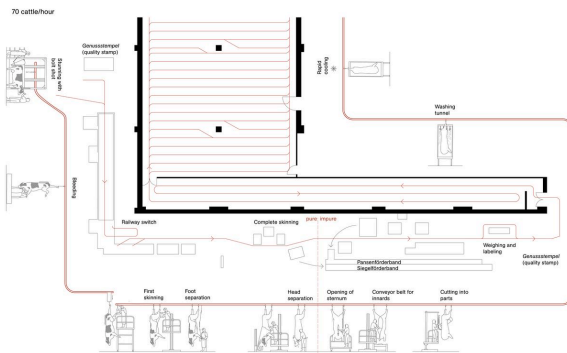 70 cattle/hour
Genussstempel
(quality stamp)
Stunning with
bolt shot
Rapid
cooling
Washing
tunnel
Bleeding
Railway switch
Complete skinning
pure
impure
Weighing and
labeling
Genussstempel
(quality stamp)
Pansenförderband
Siegelförderband
First
skinning
Foot
separation
Head
separation
Opening of
sternum
Conveyor belt for
innards
Cutting into
parts